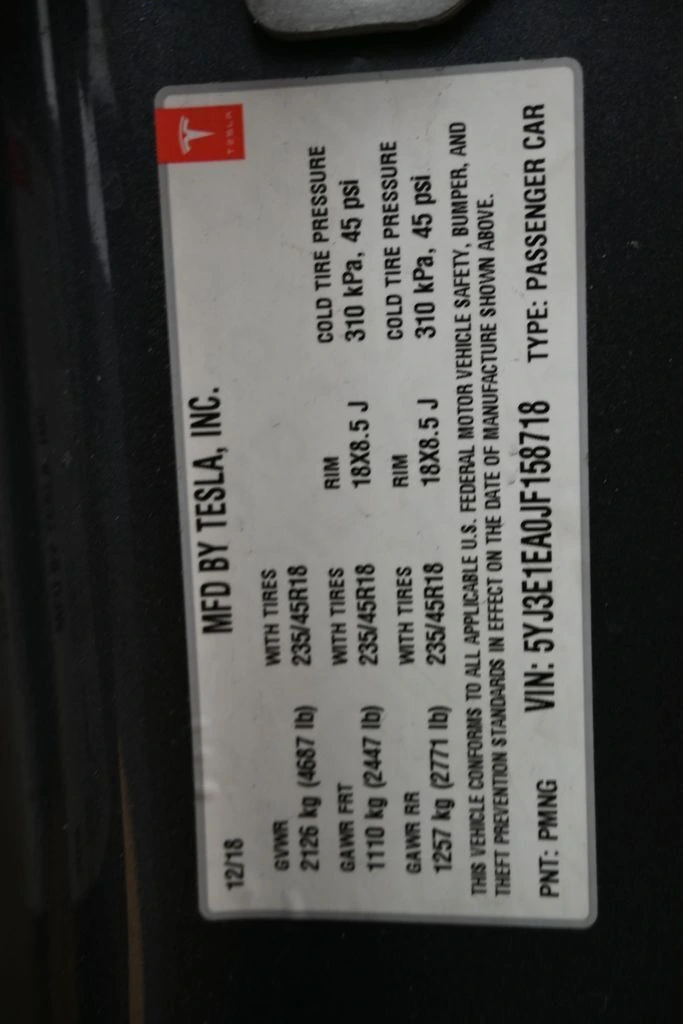 TESLA
12/18 MFD BY TESLA, INC.
GVWR WITH TIRES
2126 kg (4687 lb) 235/45R18
GAWR FRT WITH TIRES RIM COLD TIRE PRESSURE
1110 kg (2447 lb) 235/45R18 18X8.5 J 310 kPa, 45 psi
GAWR RR WITH TIRES RIM COLD TIRE PRESSURE
1257 kg (2771 lb) 235/45R18 18X8.5 J 310 kPa, 45 psi
THIS VEHICLE CONFORMS TO ALL APPLICABLE U.S. FEDERAL MOTOR VEHICLE SAFETY, BUMPER, AND
THEFT PREVENTION STANDARDS IN EFFECT ON THE DATE OF MANUFACTURE SHOWN ABOVE.
PNT: PMNG VIN: 5YJ3E1EA0JF158718 TYPE: PASSENGER CAR